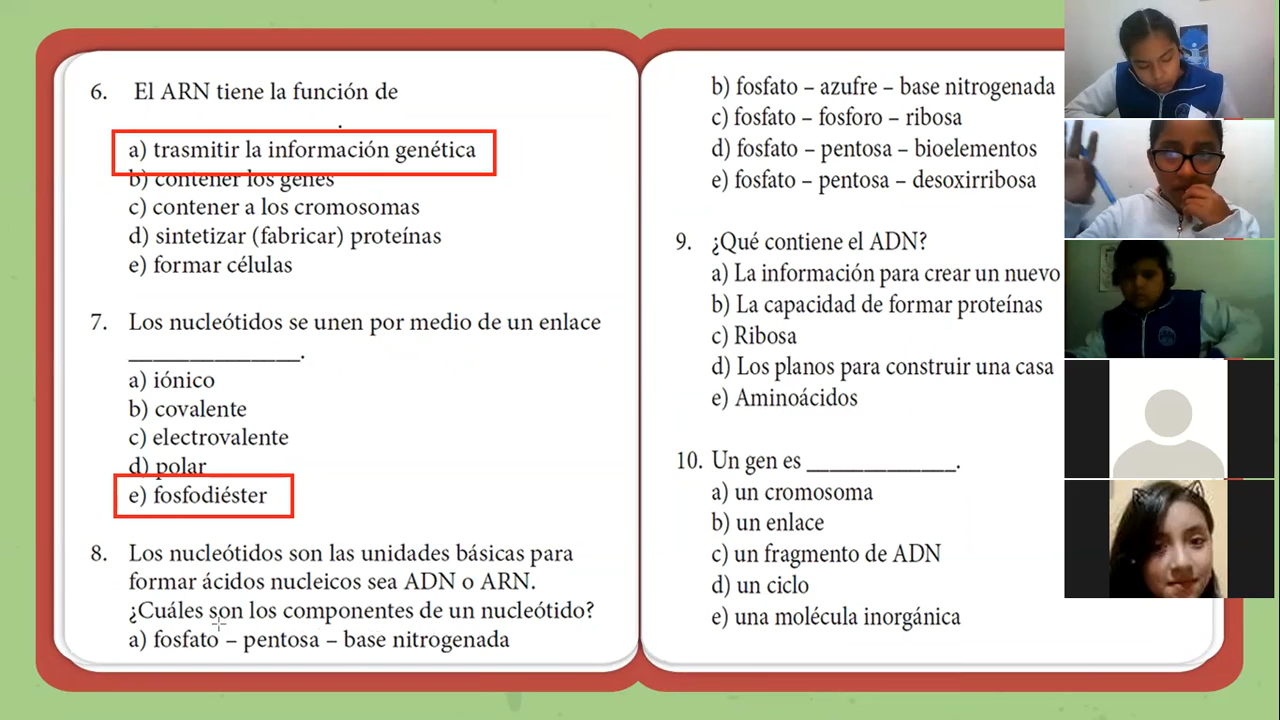 6. El ARN tiene la función de
__________________.
a) trasmitir la información genética
b) contener los genes
c) contener a los cromosomas
d) sintetizar (fabricar) proteínas
e) formar células
7. Los nucleótidos se unen por medio de un enlace
______________.
a) iónico
b) covalente
c) electrovalente
d) polar
e) fosfodiéster
8. Los nucleótidos son las unidades básicas para
formar ácidos nucleicos sea ADN o ARN.
¿Cuáles son los componentes de un nucleótido?
a) fosfato – pentosa – base nitrogenada
b) fosfato – azufre – base nitrogenada
c) fosfato – fosforo – ribosa
d) fosfato – pentosa – bioelementos
e) fosfato – pentosa – desoxirribosa
9. ¿Qué contiene el ADN?
a) La información para crear un nuevo
b) La capacidad de formar proteínas
c) Ribosa
d) Los planos para construir una casa
e) Aminoácidos
10. Un gen es ____________.
a) un cromosoma
b) un enlace
c) un fragmento de ADN
d) un ciclo
e) una molécula inorgánica